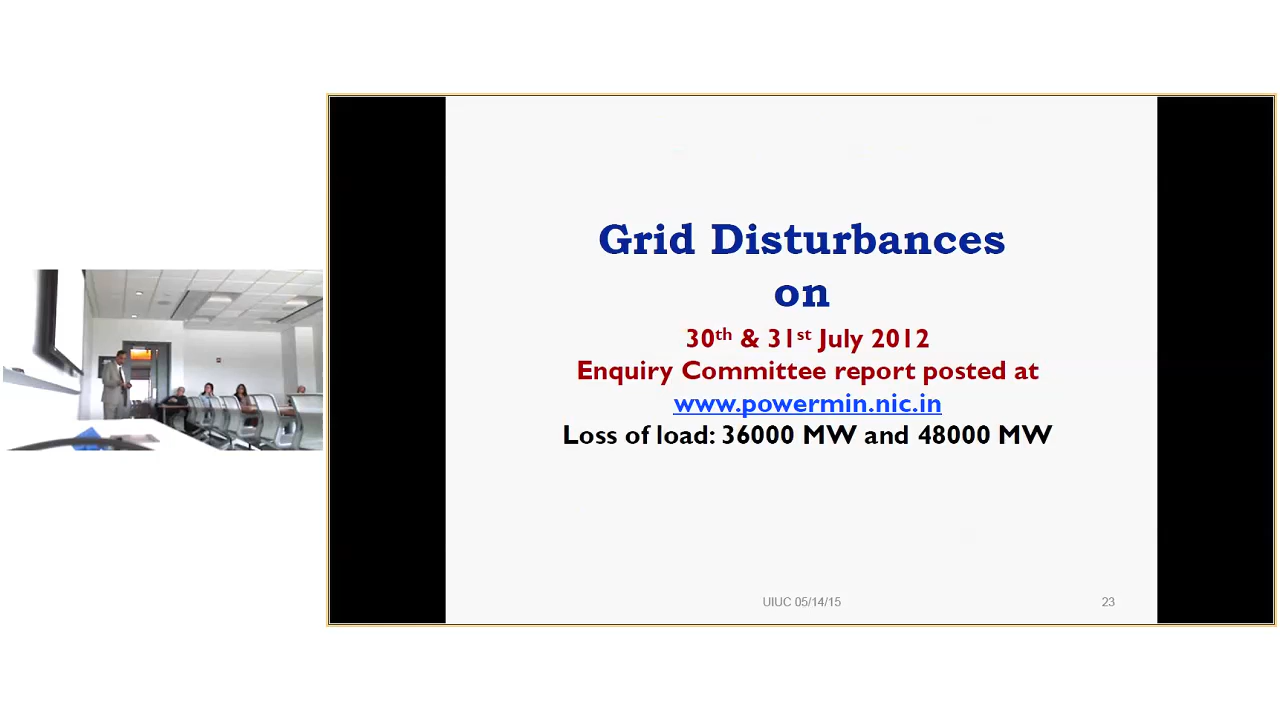 Grid Disturbances
on
30th & 31st July 2012
Enquiry Committee report posted at
www.powermin.nic.in
Loss of load: 36000 MW and 48000 MW
UIUC 05/14/15
23